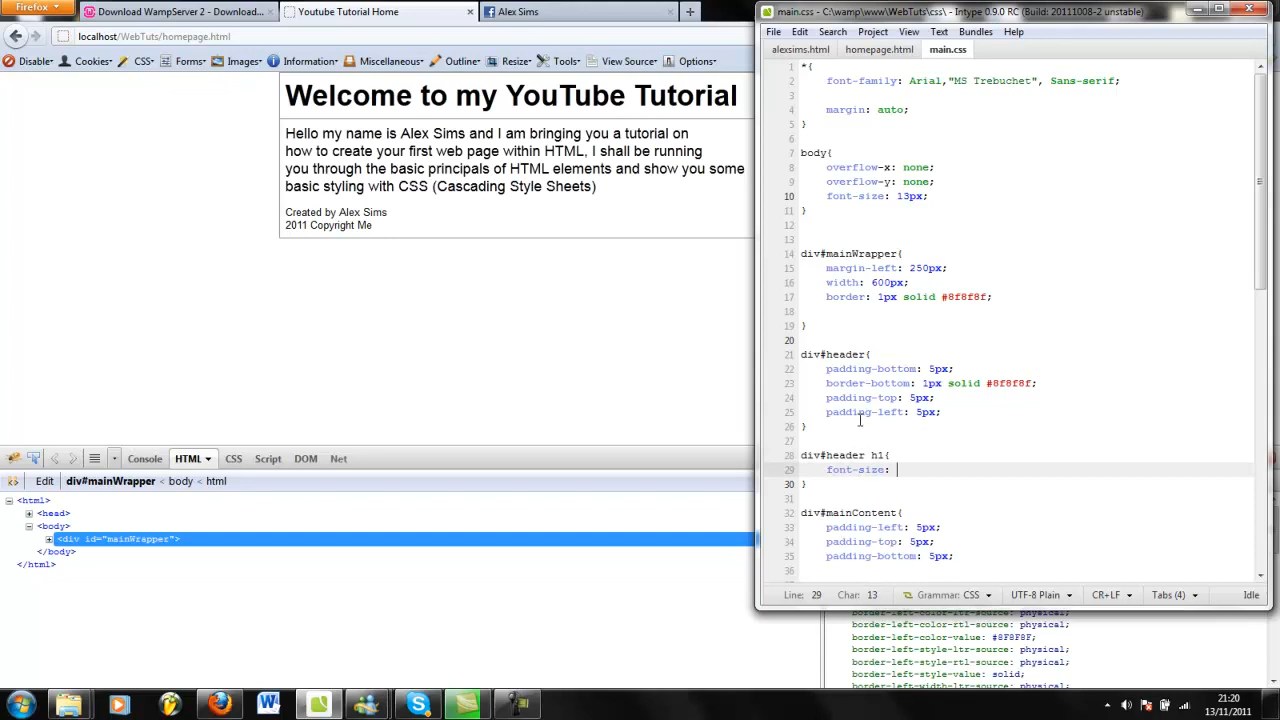 Firefox
Download WampServer 2 - Download...
Youtube Tutorial Home
Alex Sims
localhost/WebTuts/homepage.html
Disable
Cookies
CSS
Forms
Images
Information
Miscellaneous
Outline
Resize
Tools
View Source
Options
Welcome to my YouTube Tutorial
Hello my name is Alex Sims and I am bringing you a tutorial on
how to create your first web page within HTML, I shall be running
you through the basic principals of HTML elements and show you some
basic styling with CSS (Cascading Style Sheets)
Created by Alex Sims
2011 Copyright Me
Console
HTML
CSS
Script
DOM
Net
Edit
div#mainWrapper < body < html
<html>
<head>
<body>
<div id="mainWrapper">
</body>
</html>
main.css - C:\wamp\www\WebTuts\css\ - Intype 0.9.0 RC (Build: 20111008-2 unstable)
File Edit Search Project View Text Bundles Help
alexsims.html homepage.html main.css
1 *{
2 font-family: Arial,"MS Trebuchet", Sans-serif;
3
4 margin: auto;
5 }
6
7 body{
8 overflow-x: none;
9 overflow-y: none;
10 font-size: 13px;
11 }
12
13
14 div#mainWrapper{
15 margin-left: 250px;
16 width: 600px;
17 border: 1px solid #8f8f8f;
18
19 }
20
21 div#header{
22 padding-bottom: 5px;
23 border-bottom: 1px solid #8f8f8f;
24 padding-top: 5px;
25 padding-left: 5px;
26 }
27
28 div#header h1{
29 font-size:
30 }
31
32 div#mainContent{
33 padding-left: 5px;
34 padding-top: 5px;
35 padding-bottom: 5px;
36
Line: 29 Char: 13 Grammar: CSS UTF-8 Plain CR+LF Tabs (4) Idle
border-left-color-rtl-source: physical;
border-left-color-value: #8F8F8F;
border-left-style-ltr-source: physical;
border-left-style-rtl-source: physical;
border-left-style-value: solid;
21:20
13/11/2011